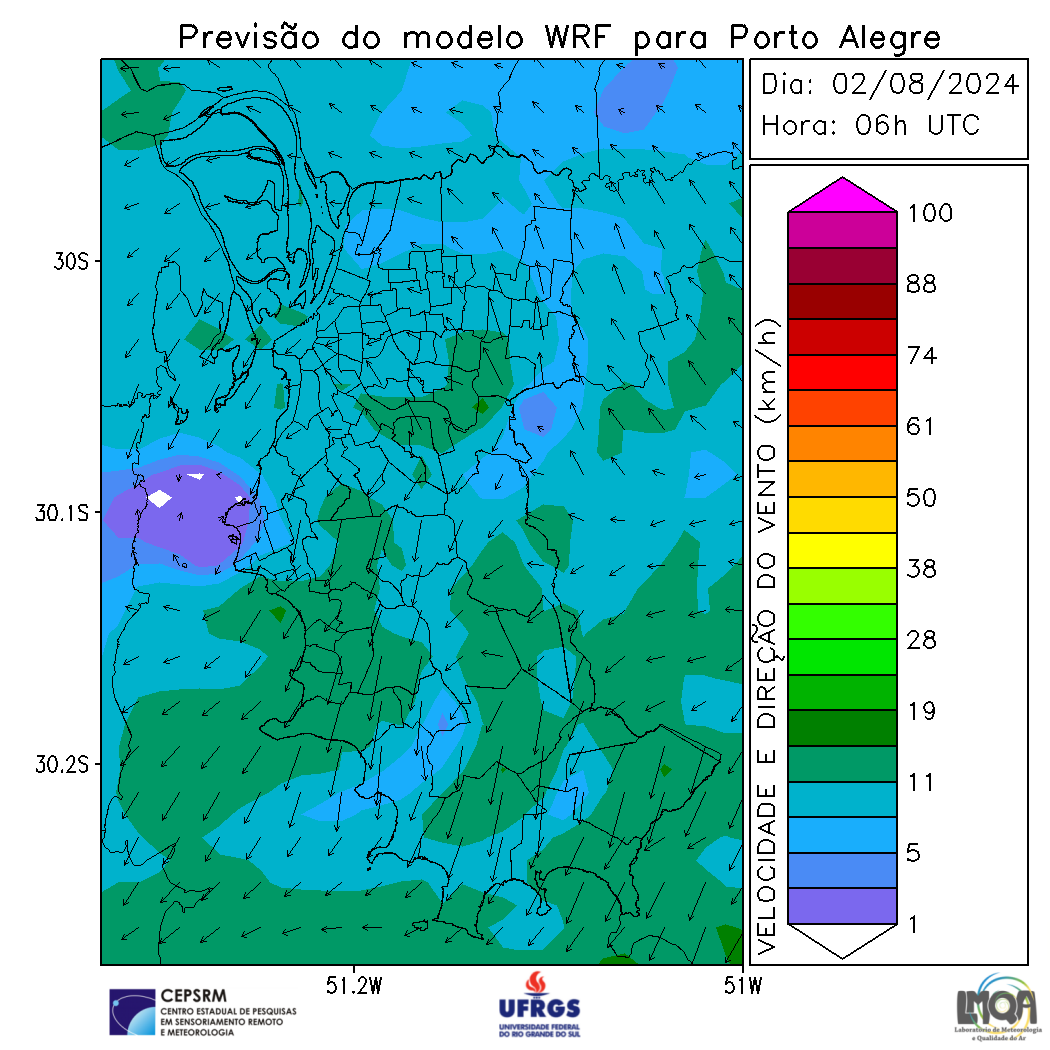 Previsão do modelo WRF para Porto Alegre
Dia: 02/08/2024
Hora: 06h UTC
30S
30.1S
30.2S
51.2W
51W
VELOCIDADE E DIREÇÃO DO VENTO (km/h)
100
88
74
61
50
38
28
19
11
5
1
CEPSRM
CENTRO ESTADUAL DE PESQUISAS
EM SENSORIAMENTO REMOTO
E METEOROLOGIA
UFRGS
UNIVERSIDADE FEDERAL
DO RIO GRANDE DO SUL
LMQA
Laboratório de Meteorologia
e Qualidade do Ar